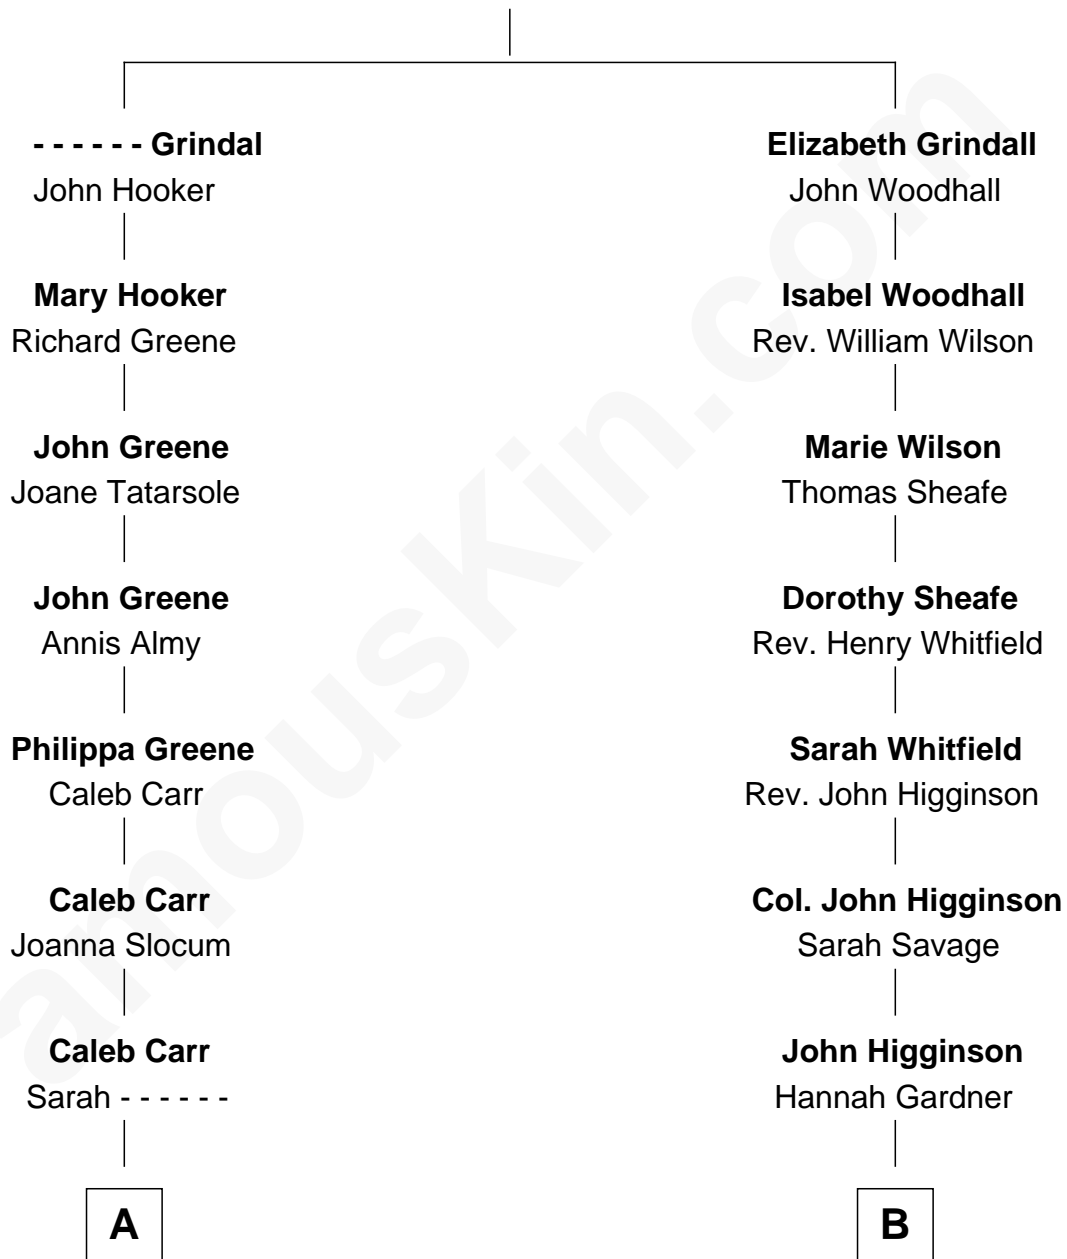 - - - - - - Grindal
John Hooker
Mary Hooker
Richard Greene
John Greene
Joane Tatarsole
John Greene
Annis Almy
Philippa Greene
Caleb Carr
Caleb Carr
Joanna Slocum
Caleb Carr
Sarah - - - - - -
A
Elizabeth Grindall
John Woodhall
Isabel Woodhall
Rev. William Wilson
Marie Wilson
Thomas Sheafe
Dorothy Sheafe
Rev. Henry Whitfield
Sarah Whitfield
Rev. John Higginson
Col. John Higginson
Sarah Savage
John Higginson
Hannah Gardner
B
amouskin.com